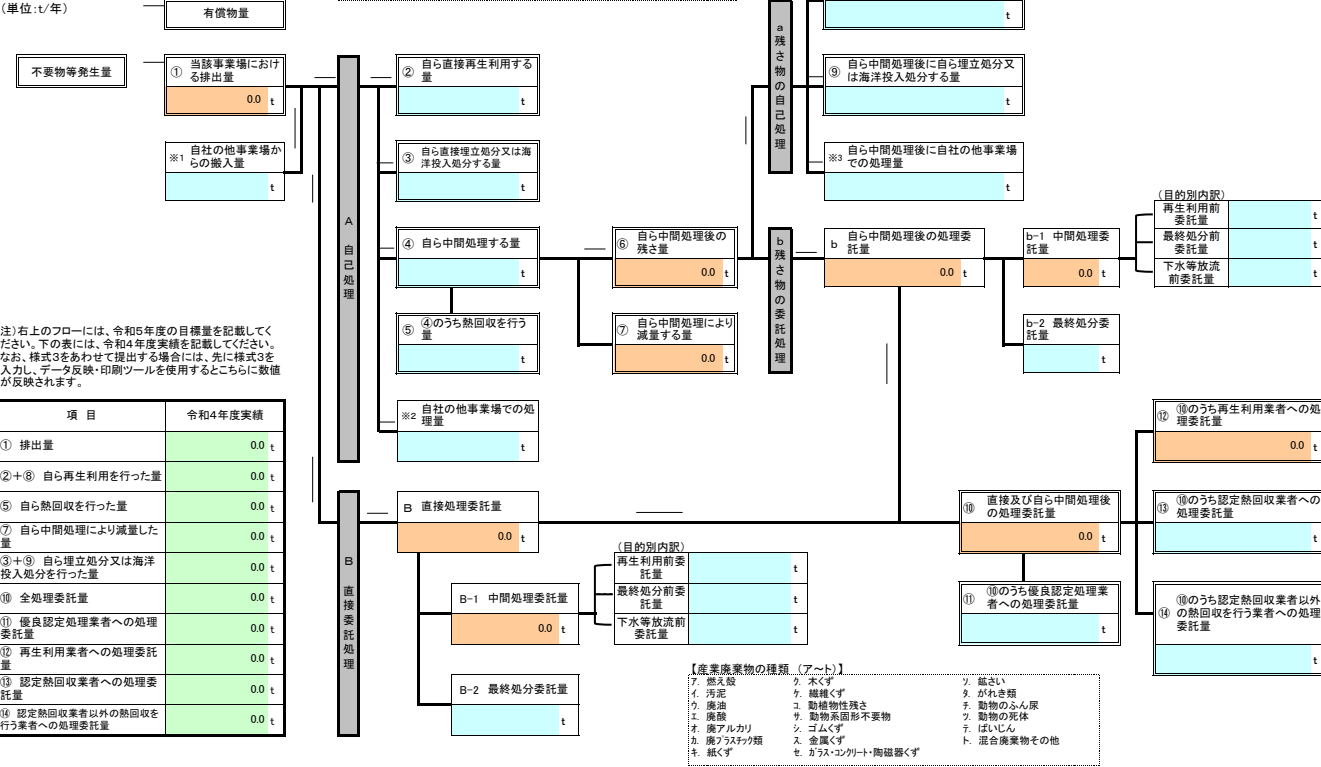 (単位:t/年)
有償物量
t
不要物等発生量
① 当該事業場におけ
る排出量
0.0 t
※1 自社の他事業場か
らの搬入量
t
A 自己処理
② 自ら直接再生利用する
量
t
③ 自ら直接埋立処分又は海
洋投入処分する量
t
④ 自ら中間処理する量
t
⑤ ④のうち熱回収を行う
量
t
※2 自社の他事業場での処
理量
t
⑥ 自ら中間処理後の
残さ量
0.0 t
⑦ 自ら中間処理により
減量する量
0.0 t
a 残さ物の自己処理
⑨ 自ら中間処理後に自ら埋立処分又
は海洋投入処分する量
t
※3 自ら中間処理後に自社の他事業場
での処理量
t
b 残さ物の委託処理
b 自ら中間処理後の処理委
託量
0.0 t
b-1 中間処理委
託量
0.0 t
(目的別内訳)
再生利用前
委託量
t
最終処分前
委託量
t
下水等放流
前委託量
t
b-2 最終処分委
託量
t
注)右上のフローには、令和5年度の目標量を記載してく
ださい。下の表には、令和4年度実績を記載してください。
なお、様式3をあわせて提出する場合には、先に様式3を
入力し、データ反映・印刷ツールを使用するとこちらに数値
が反映されます。
項 目 令和4年度実績
① 排出量 0.0 t
②+⑧ 自ら再生利用を行った量 0.0 t
⑤ 自ら熱回収を行った量 0.0 t
⑦ 自ら中間処理により減量した
量 0.0 t
③+⑨ 自ら埋立処分又は海洋
投入処分を行った量 0.0 t
⑩ 全処理委託量 0.0 t
⑪ 優良認定処理業者への処理
委託量 0.0 t
⑫ 再生利用業者への処理委託
量 0.0 t
⑬ 認定熱回収業者への処理委
託量 0.0 t
⑭ 認定熱回収業者以外の熱回収を
行う業者への処理委託量 0.0 t
B 直接委託処理
B 直接処理委託量
0.0 t
B-1 中間処理委託量
0.0 t
(目的別内訳)
再生利用前委
託量
t
最終処分前委
託量
t
下水等放流前
委託量
t
B-2 最終処分委託量
t
⑩ 直接及び自ら中間処理後
の処理委託量
0.0 t
⑪ ⑩のうち優良認定処理業
者への処理委託量
t
⑫ ⑩のうち再生利用業者への処
理委託量
0.0 t
⑬ ⑩のうち認定熱回収業者への
処理委託量
t
⑭ ⑩のうち認定熱回収業者以外
の熱回収を行う業者への処理
委託量
t
【産業廃棄物の種類 (ア~ト)】
ア. 燃え殻 ク. 木くず ソ. 鉱さい
イ. 汚泥 ケ. 繊維くず タ. がれき類
ウ. 廃油 コ. 動植物性残さ チ. 動物のふん尿
エ. 廃酸 サ. 動物系固形不要物 ツ. 動物の死体
オ. 廃アルカリ シ. ゴムくず テ. ばいじん
カ. 廃プラスチック類 ス. 金属くず ト. 混合廃棄物その他
キ. 紙くず セ. ガラス・コンクリート・陶磁器くず